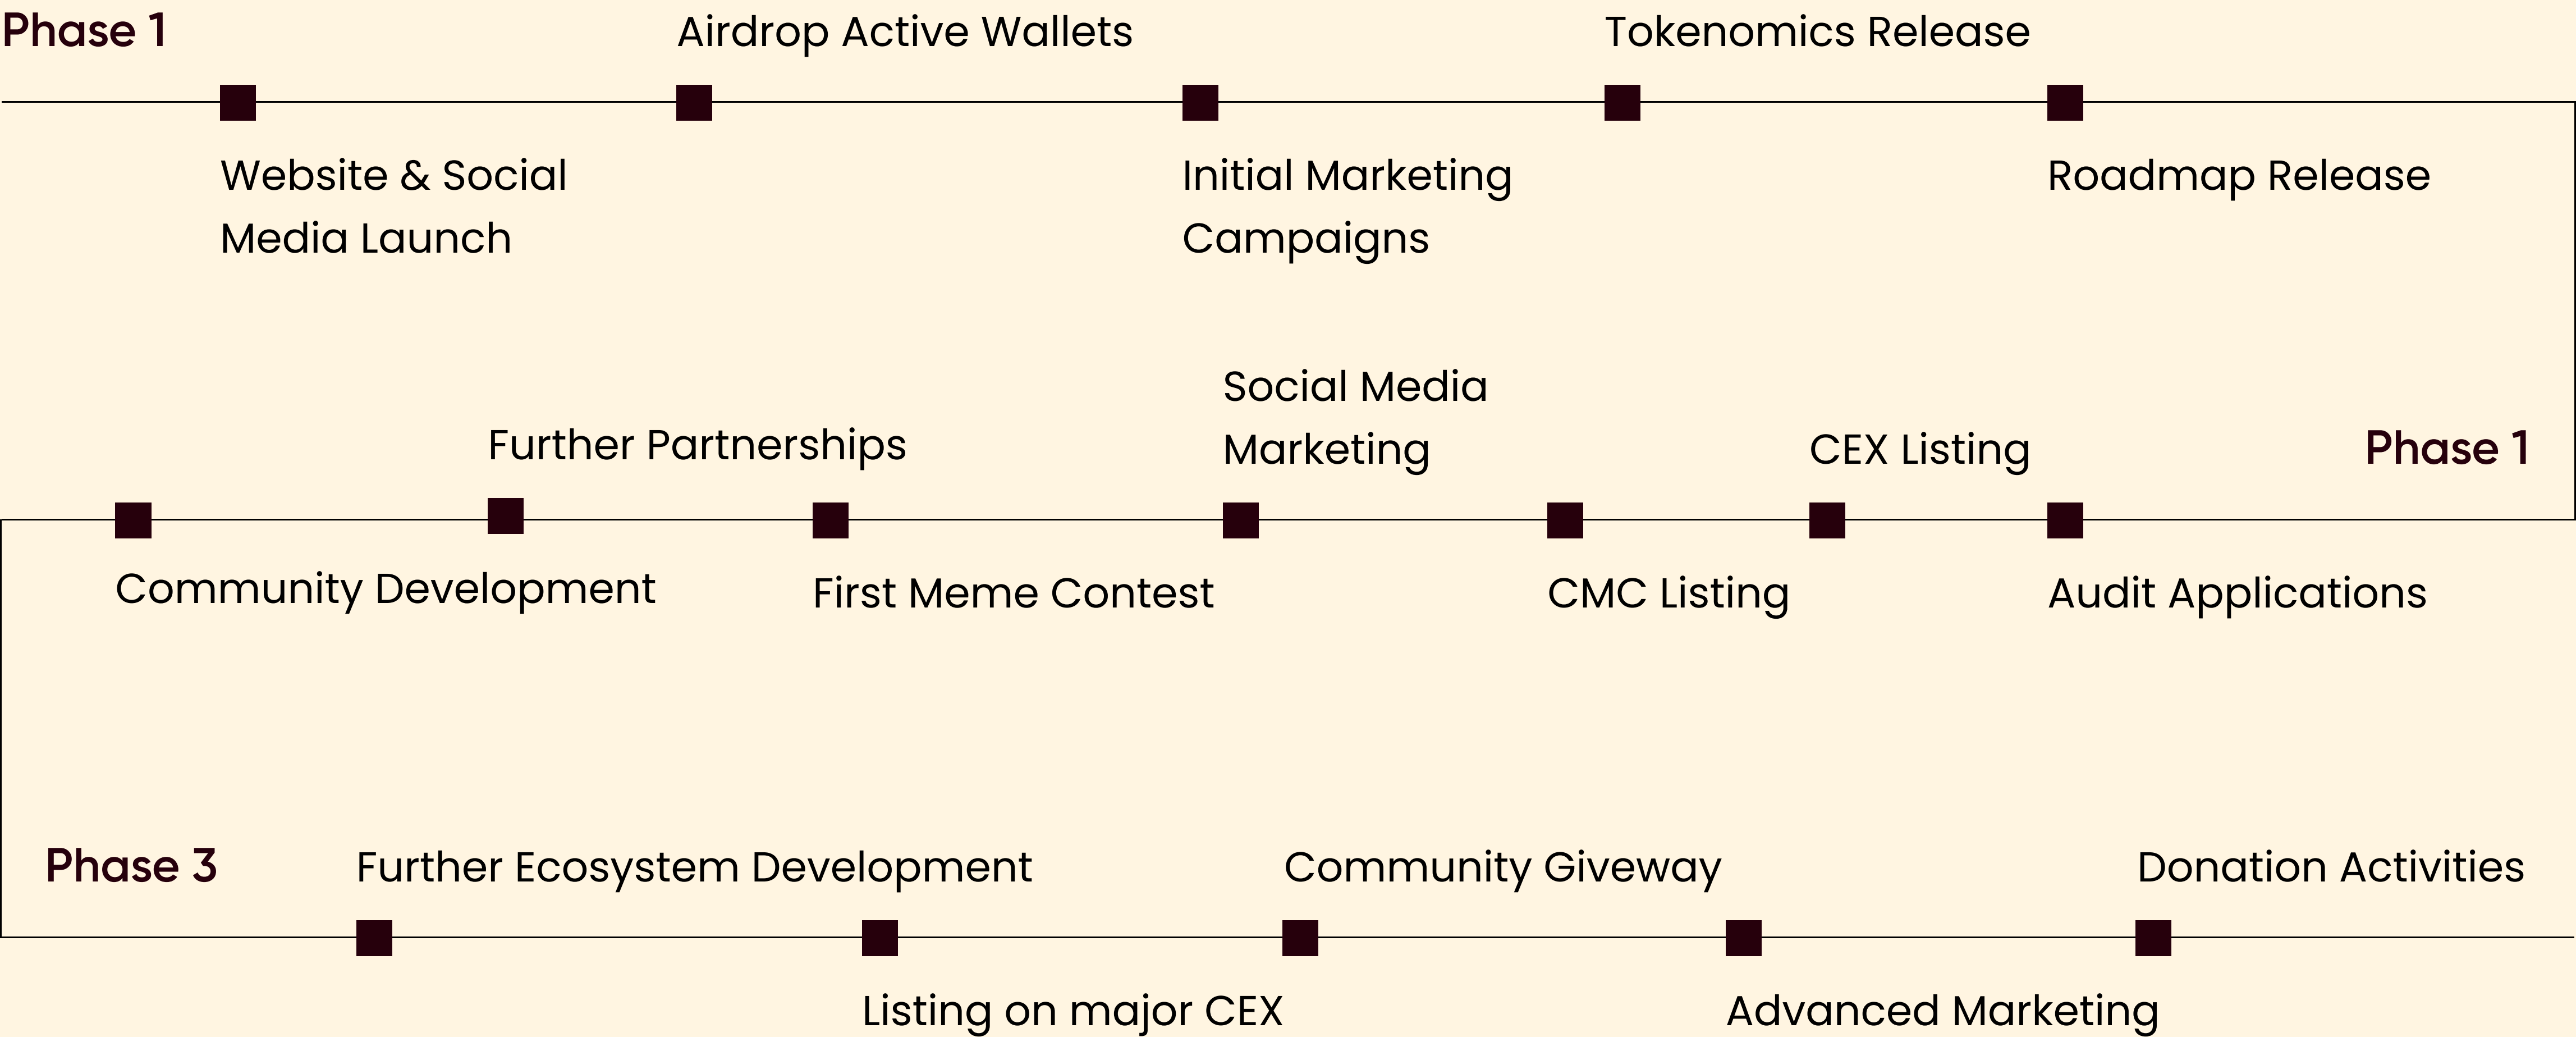 Phase 1
Airdrop Active Wallets
Tokenomics Release
Website & Social
Media Launch
Initial Marketing
Campaigns
Roadmap Release
Social Media
Marketing
Further Partnerships
CEX Listing
Phase 1
Community Development
First Meme Contest
CMC Listing
Audit Applications
Phase 3
Further Ecosystem Development
Community Giveway
Donation Activities
Listing on major CEX
Advanced Marketing